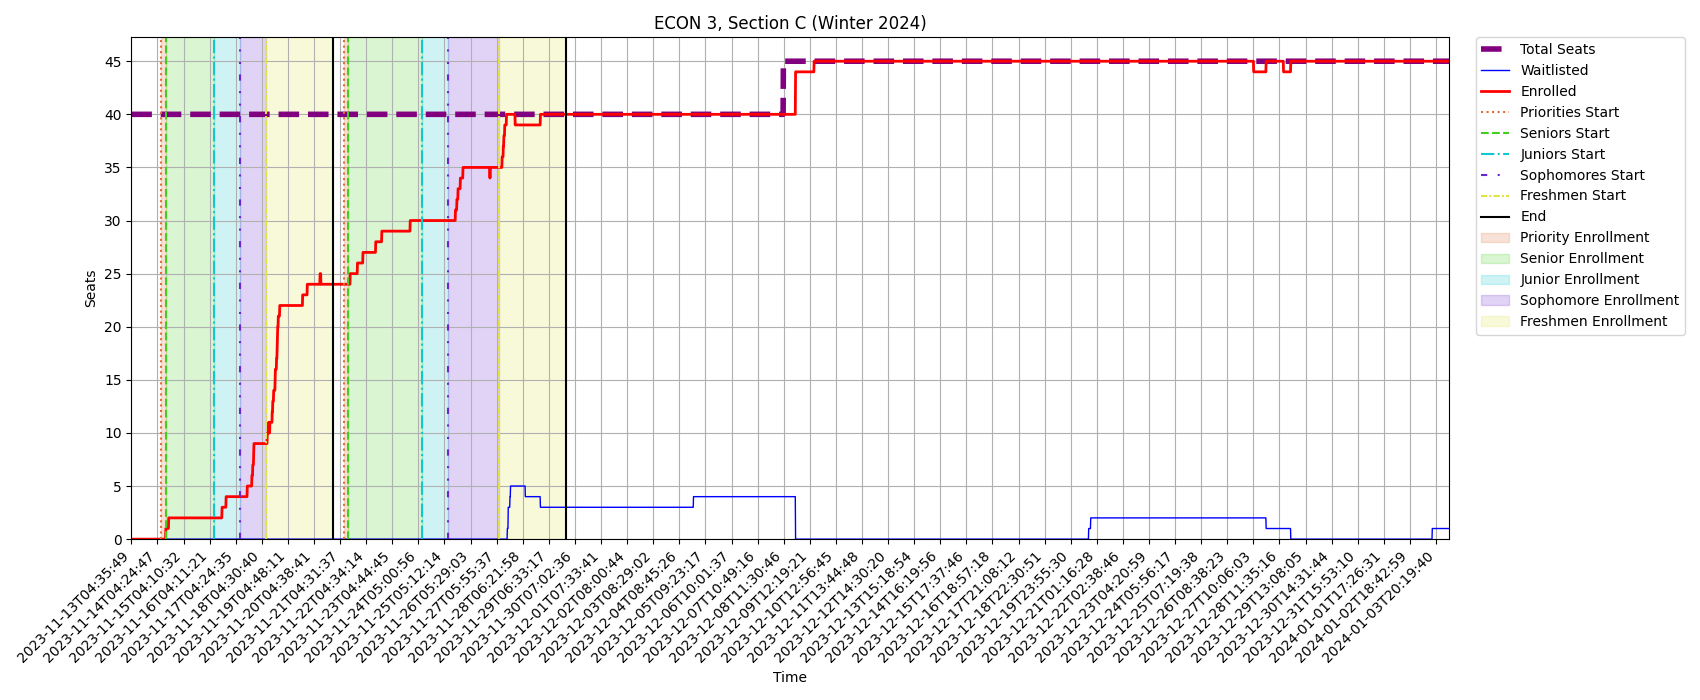 ECON 3, Section C (Winter 2024)
Seats
45
40
35
30
25
20
15
10
5
0
2023-11-13T04:35:49
2023-11-14T04:24:47
2023-11-15T04:10:32
2023-11-16T04:11:21
2023-11-17T04:24:35
2023-11-18T04:30:40
2023-11-19T04:48:11
2023-11-20T04:38:41
2023-11-21T04:31:37
2023-11-22T04:34:14
2023-11-23T04:44:45
2023-11-24T05:00:56
2023-11-25T05:12:14
2023-11-26T05:29:03
2023-11-27T05:55:37
2023-11-28T06:21:58
2023-11-29T06:33:17
2023-11-30T07:02:36
2023-12-01T07:33:41
2023-12-02T08:00:44
2023-12-03T08:29:02
2023-12-04T08:45:26
2023-12-05T09:23:17
2023-12-06T10:01:37
2023-12-07T10:49:16
2023-12-08T11:30:46
2023-12-09T12:19:21
2023-12-10T12:56:45
2023-12-11T13:44:48
2023-12-12T14:30:20
2023-12-13T15:18:54
2023-12-14T16:19:56
2023-12-15T17:37:46
2023-12-16T18:57:18
2023-12-17T21:08:12
2023-12-18T22:30:51
2023-12-19T23:55:30
2023-12-21T01:16:28
2023-12-22T02:38:46
2023-12-23T04:20:59
2023-12-24T05:56:17
2023-12-25T07:19:38
2023-12-26T08:38:23
2023-12-27T10:06:03
2023-12-28T11:35:16
2023-12-29T13:08:05
2023-12-30T14:31:44
2023-12-31T15:53:10
2024-01-01T17:26:31
2024-01-02T18:42:59
2024-01-03T20:19:40
Time
Total Seats
Waitlisted
Enrolled
Priorities Start
Seniors Start
Juniors Start
Sophomores Start
Freshmen Start
End
Priority Enrollment
Senior Enrollment
Junior Enrollment
Sophomore Enrollment
Freshmen Enrollment